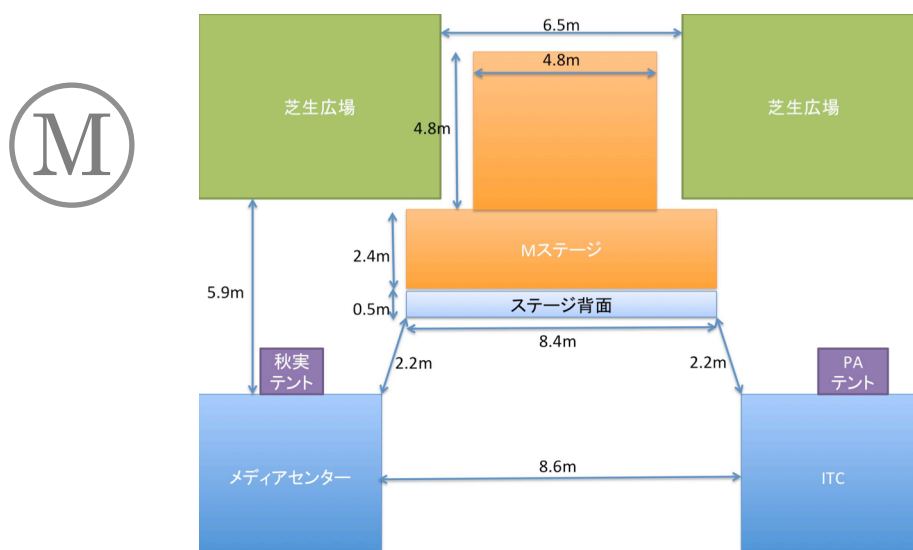 M
6.5m
芝生広場
4.8m
芝生広場
4.8m
Mステージ
2.4m
5.9m
0.5m
ステージ背面
8.4m
2.2m
2.2m
秋実
テント
PA
テント
8.6m
メディアセンター
ITC